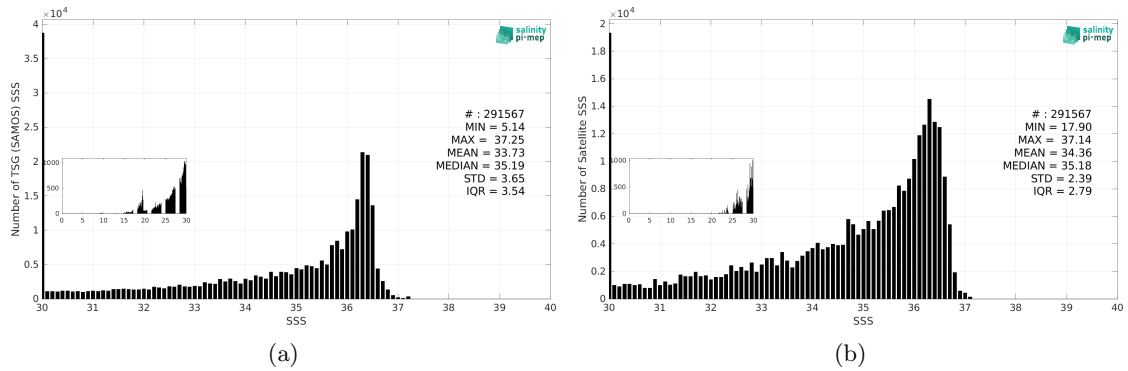 ×10⁴
4
3.5
3
2.5
2
1.5
1
0.5
0
Number of TSG (SAMOS) SSS
salinity
pi-mep
# : 291567
MIN = 5.14
MAX = 37.25
MEAN = 33.73
MEDIAN = 35.19
STD = 3.65
IQR = 3.54
1000
500
0
0 5 10 15 20 25 30
30 31 32 33 34 35 36 37 38 39 40
SSS
(a)
×10⁴
2
1.8
1.6
1.4
1.2
1
0.8
0.6
0.4
0.2
0
Number of Satellite SSS
salinity
pi-mep
# : 291567
MIN = 17.90
MAX = 37.14
MEAN = 34.36
MEDIAN = 35.18
STD = 2.39
IQR = 2.79
1000
500
0
0 5 10 15 20 25 30
30 31 32 33 34 35 36 37 38 39 40
SSS
(b)